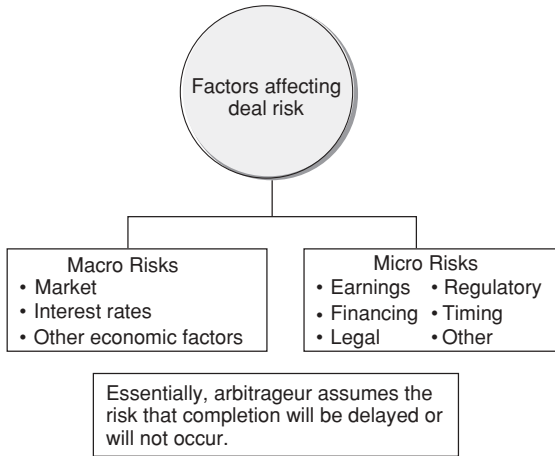 Factors affecting
deal risk
Macro Risks
• Market
• Interest rates
• Other economic factors
Micro Risks
• Earnings • Regulatory
• Financing • Timing
• Legal • Other
Essentially, arbitrageur assumes the
risk that completion will be delayed or
will not occur.